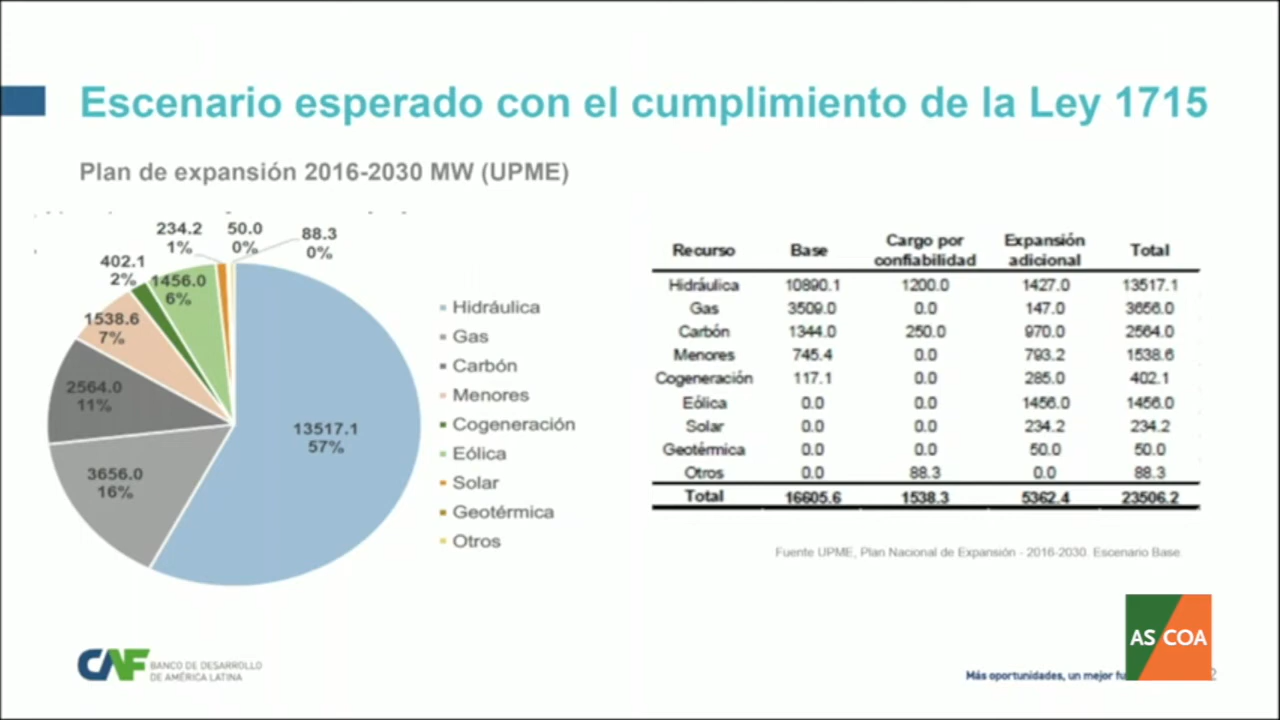 Escenario esperado con el cumplimiento de la Ley 1715
Plan de expansión 2016-2030 MW (UPME)
234.2
1%
50.0
0%
88.3
0%
402.1
2%
1456.0
6%
1538.6
7%
2564.0
11%
3656.0
16%
13517.1
57%
Hidráulica
Gas
Carbón
Menores
Cogeneración
Eólica
Solar
Geotérmica
Otros
Recurso Base Cargo por confiabilidad Expansión adicional Total
Hidráulica 10890.1 1200.0 1427.0 13517.1
Gas 3509.0 0.0 147.0 3656.0
Carbón 1344.0 250.0 970.0 2564.0
Menores 745.4 0.0 793.2 1538.6
Cogeneración 117.1 0.0 285.0 402.1
Eólica 0.0 0.0 1456.0 1456.0
Solar 0.0 0.0 234.2 234.2
Geotérmica 0.0 0.0 50.0 50.0
Otros 0.0 88.3 0.0 88.3
Total 16605.6 1538.3 5362.4 23506.2
Fuente UPME, Plan Nacional de Expansión - 2016-2030. Escenario Base
CAF BANCO DE DESARROLLO
DE AMÉRICA LATINA
AS COA
Más oportunidades, un mejor fu
2